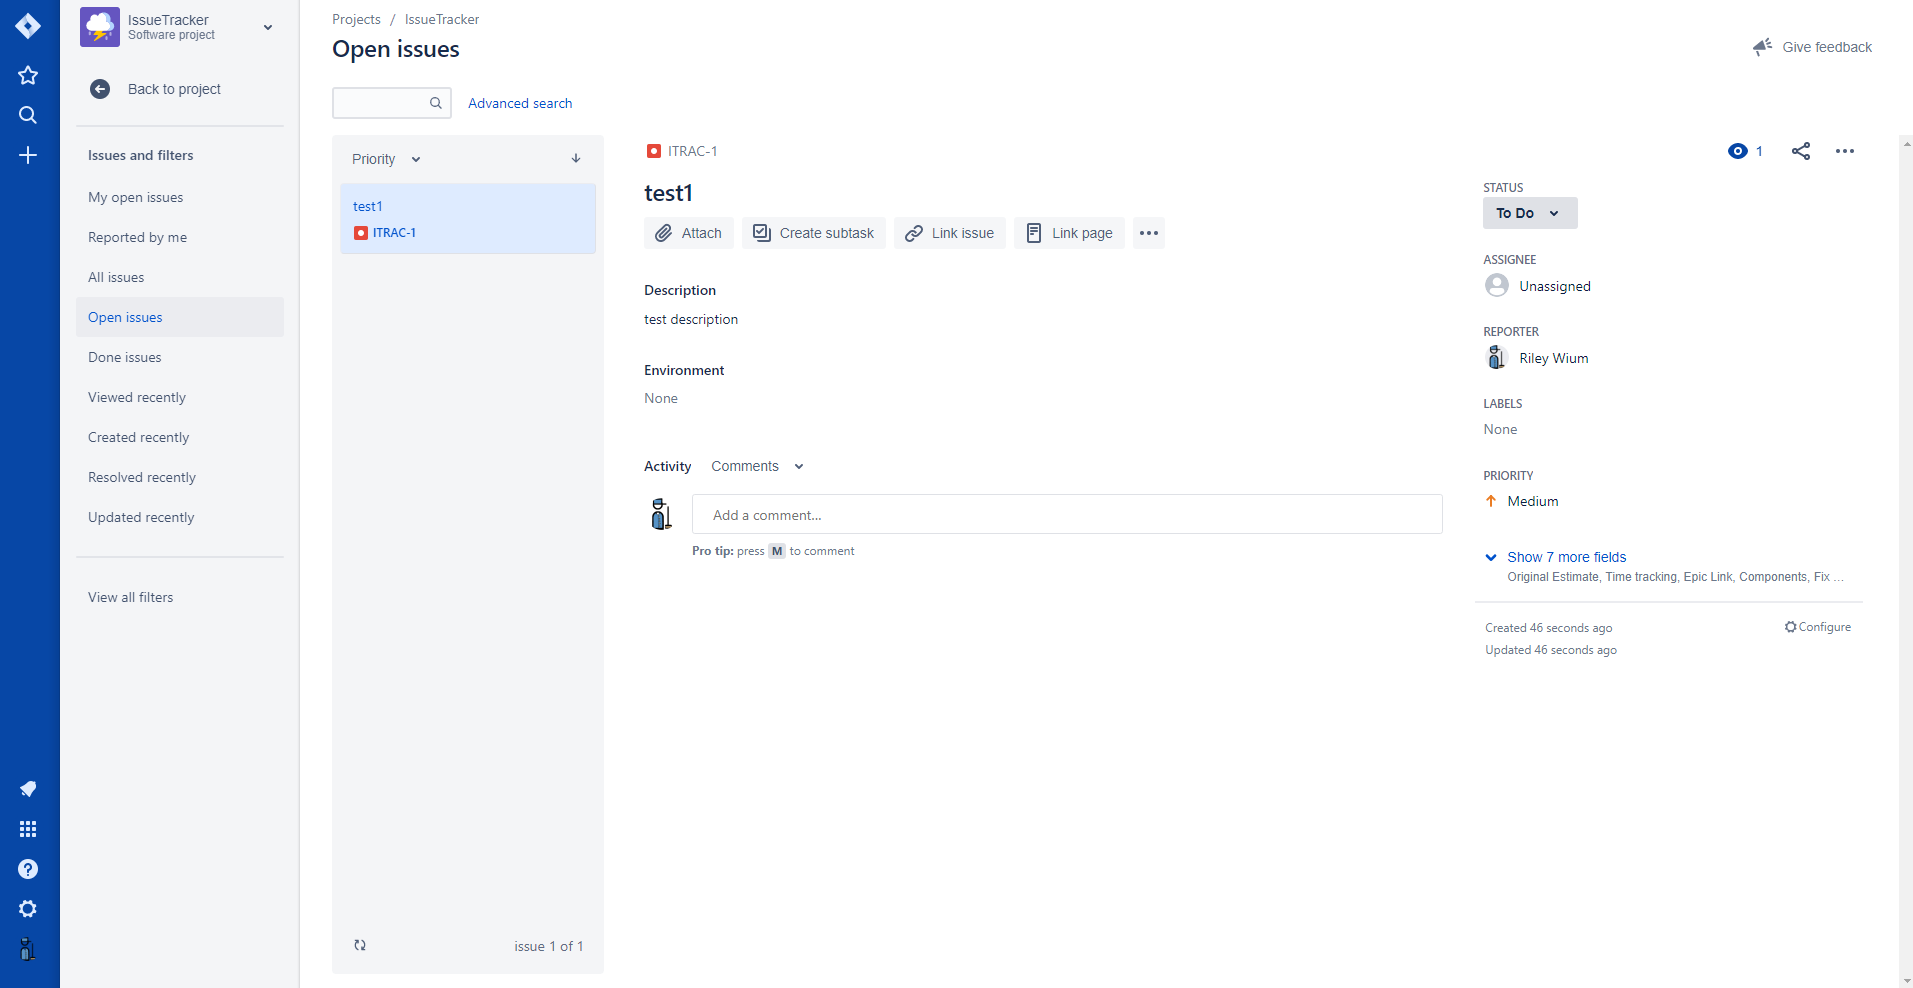 IssueTracker
Software project
Back to project
Issues and filters
My open issues
Reported by me
All issues
Open issues
Done issues
Viewed recently
Created recently
Resolved recently
Updated recently
View all filters
Projects / IssueTracker
Open issues
Give feedback
Advanced search
Priority
test1
ITRAC-1
issue 1 of 1
ITRAC-1
1
test1
Attach
Create subtask
Link issue
Link page
Description
test description
Environment
None
Activity Comments
Add a comment...
Pro tip: press M to comment
STATUS
To Do
ASSIGNEE
Unassigned
REPORTER
Riley Wium
LABELS
None
PRIORITY
Medium
Show 7 more fields
Original Estimate, Time tracking, Epic Link, Components, Fix ...
Created 46 seconds ago
Configure
Updated 46 seconds ago